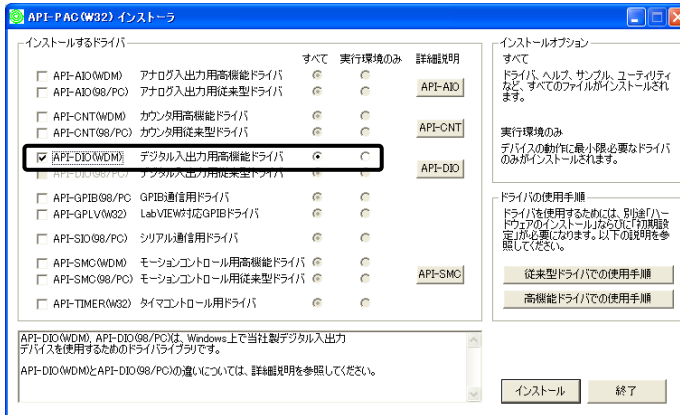 API-PAC(W32) インストーラ
インストールするドライバ
すべて 実行環境のみ 詳細説明
API-AIO(WDM) アナログ入出力用高機能ドライバ
API-AIO(98/PC) アナログ入出力用従来型ドライバ
API-AIO
API-CNT(WDM) カウンタ用高機能ドライバ
API-CNT(98/PC) カウンタ用従来型ドライバ
API-CNT
API-DIO(WDM) デジタル入出力用高機能ドライバ
API-DIO(98/PC) デジタル入出力用従来型ドライバ
API-DIO
API-GPIB(98/PC) GPIB通信用ドライバ
API-GPLV(W32) LabVIEW対応GPIBドライバ
API-SIO(98/PC) シリアル通信用ドライバ
API-SMC(WDM) モーションコントロール用高機能ドライバ
API-SMC(98/PC) モーションコントロール用従来型ドライバ
API-SMC
API-TIMER(W32) タイマコントロール用ドライバ
インストールオプション
すべて
ドライバ、ヘルプ、サンプル、ユーティリティ
など、すべてのファイルがインストールされ
ます。
実行環境のみ
デバイスの動作に最小限必要なドライバ
のみがインストールされます。
ドライバの使用手順
ドライバを使用するためには、別途「ハー
ドウェアのインストール」ならびに「初期設
定」が必要になります。以下の説明を参
照してください。
従来型ドライバでの使用手順
高機能ドライバでの使用手順
API-DIO(WDM), API-DIO(98/PC)は、Windows上で当社製デジタル入出力
デバイスを使用するためのドライバライブラリです。
API-DIO(WDM)とAPI-DIO(98/PC)の違いについては、詳細説明を参照してください。
インストール 終了